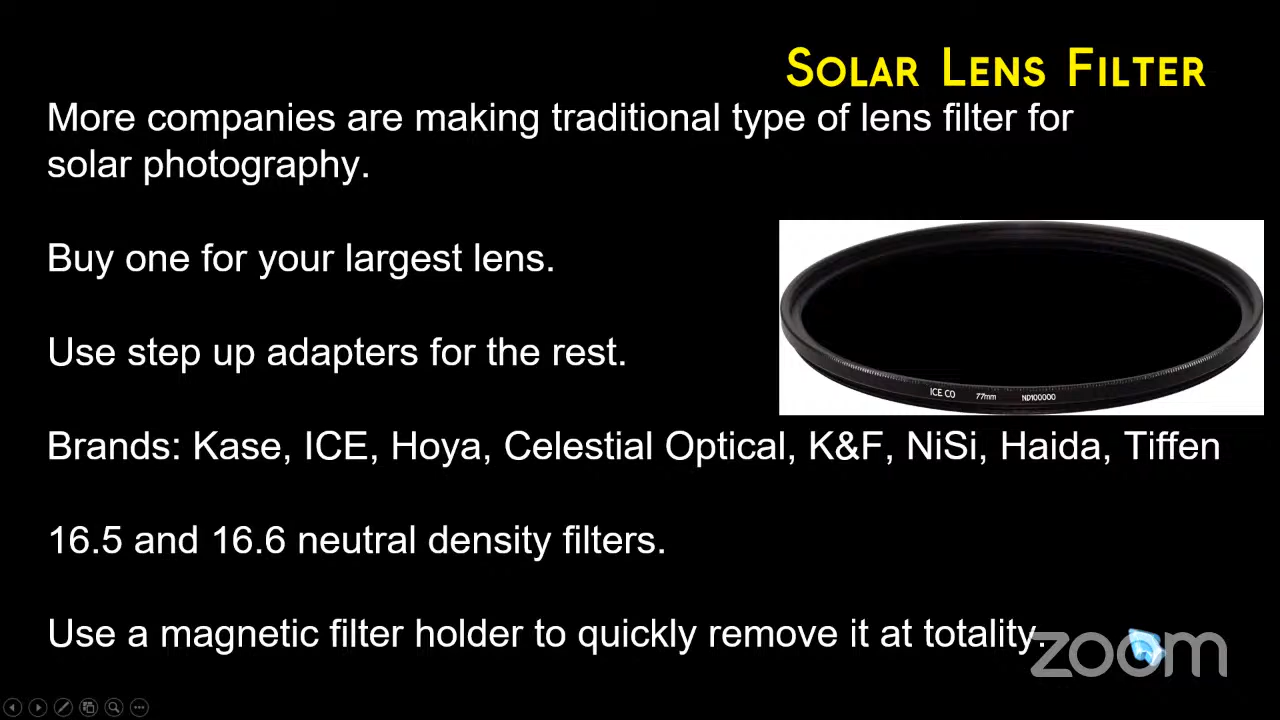 SOLAR LENS FILTER
More companies are making traditional type of lens filter for
solar photography.
Buy one for your largest lens.
Use step up adapters for the rest.
ICE CO 77mm ND100000
Brands: Kase, ICE, Hoya, Celestial Optical, K&F, NiSi, Haida, Tiffen
16.5 and 16.6 neutral density filters.
Use a magnetic filter holder to quickly remove it at totality.
zoom